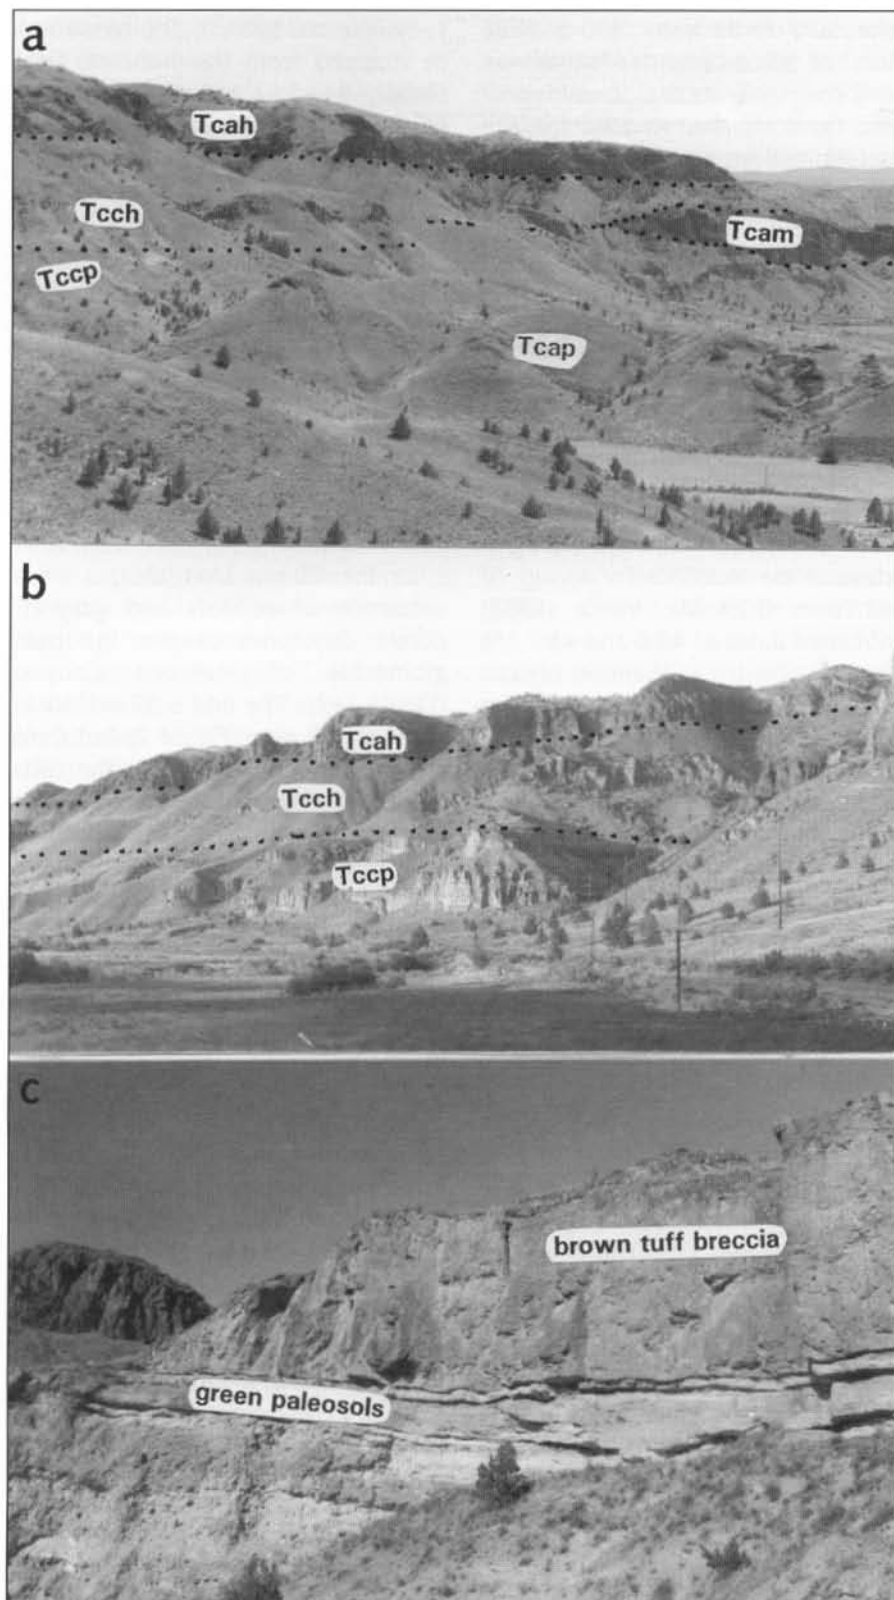 a
Tcah
Tcch
Tcam
Tccp
Tcap
b
Tcah
Tcch
Tccp
c
brown tuff breccia
green paleosols